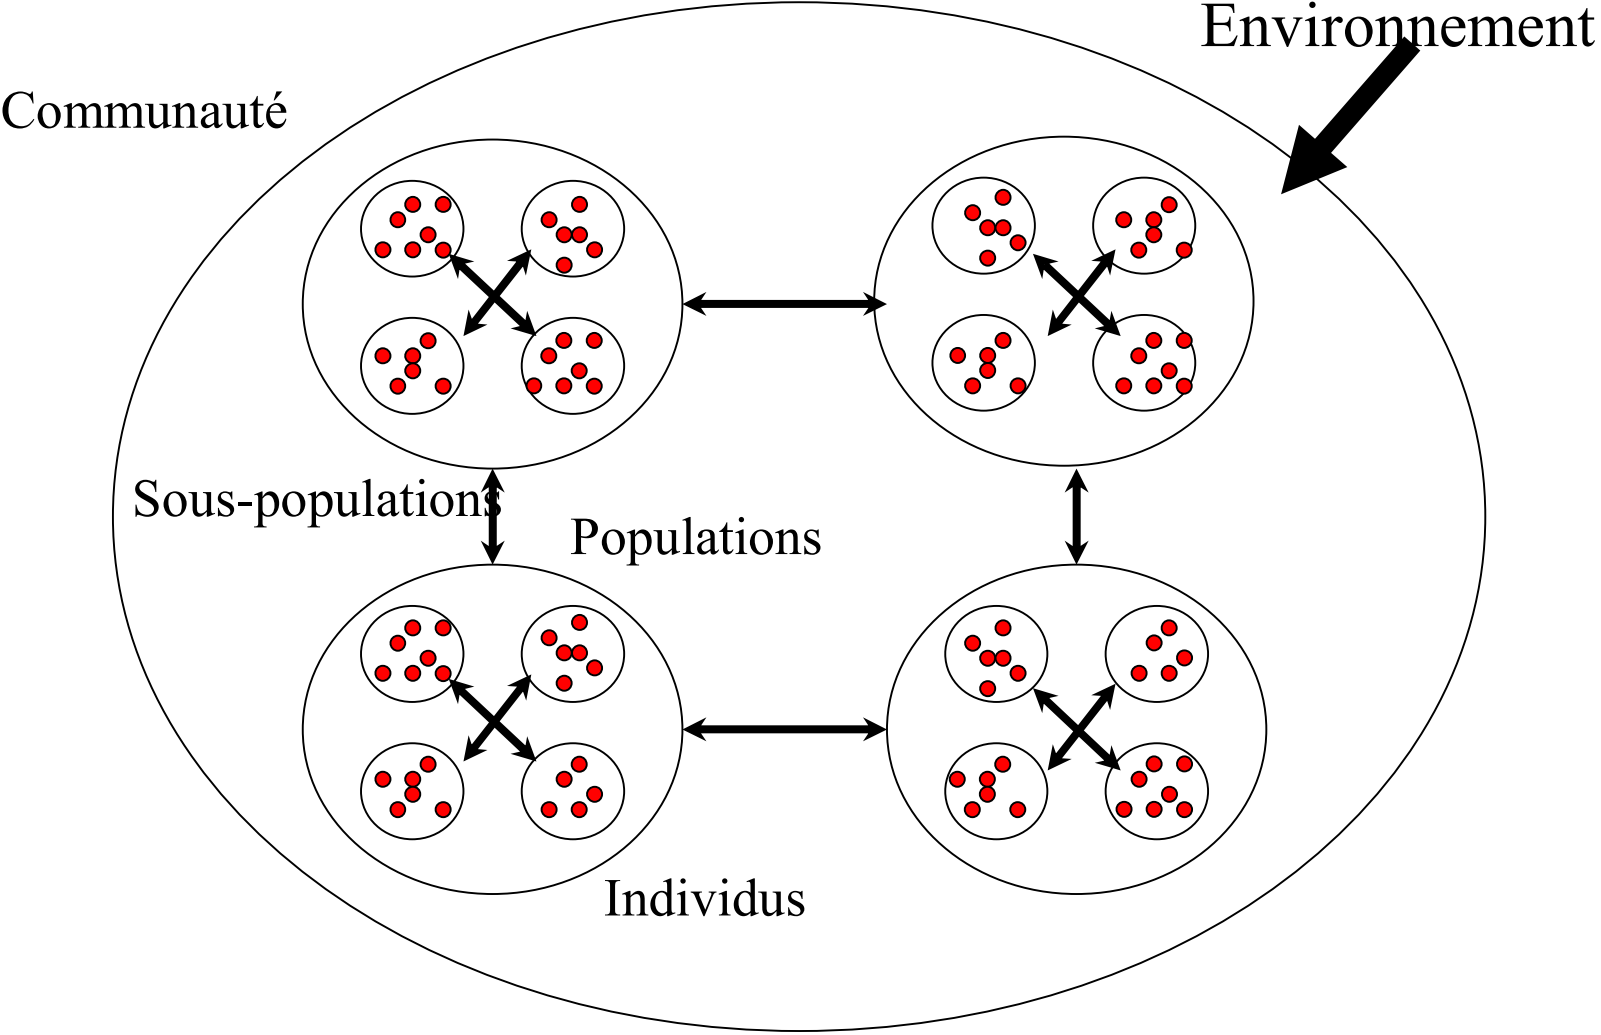 Environnement
Communauté
Sous-populations
Populations
Individus